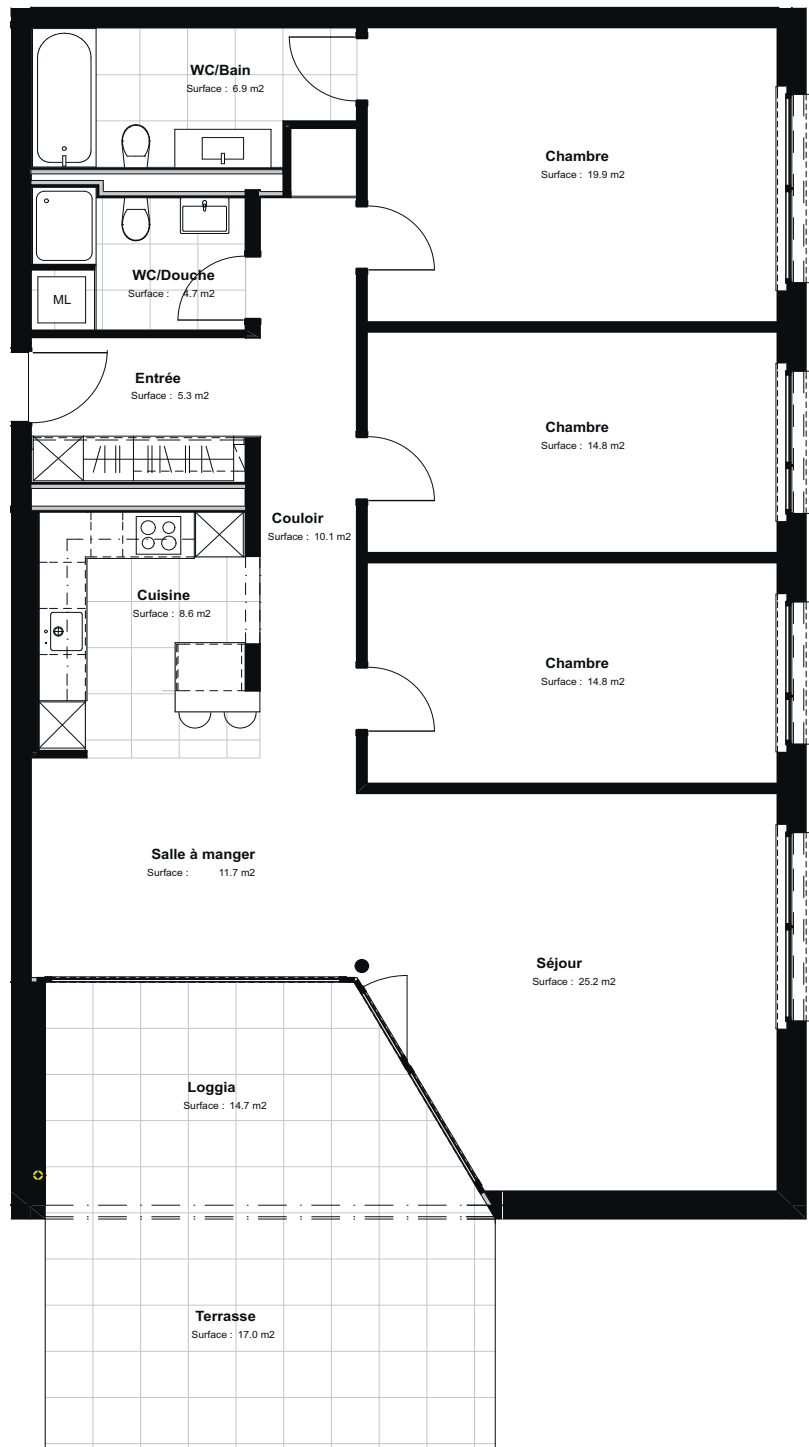 WC/Bain
Surface : 6.9 m2
Chambre
Surface : 19.9 m2
WC/Douche
Surface : 4.7 m2
ML
Entrée
Surface : 5.3 m2
Chambre
Surface : 14.8 m2
Couloir
Surface : 10.1 m2
Cuisine
Surface : 8.6 m2
Chambre
Surface : 14.8 m2
Salle à manger
Surface : 11.7 m2
Séjour
Surface : 25.2 m2
Loggia
Surface : 14.7 m2
Terrasse
Surface : 17.0 m2